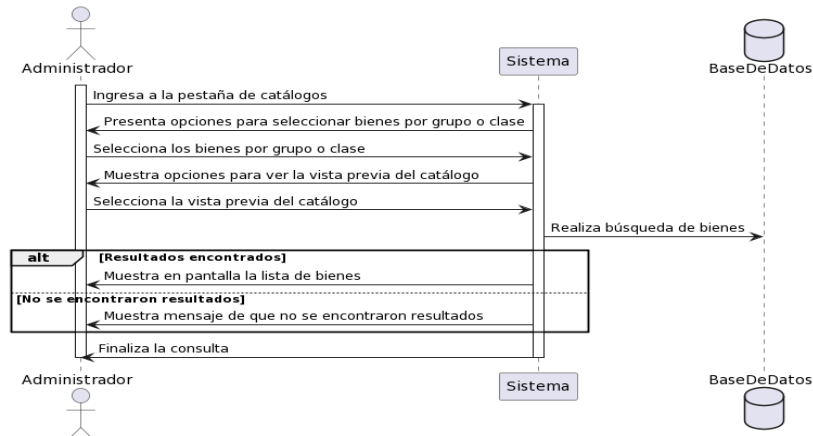 Administrador
Sistema
BaseDeDatos
Ingresa a la pestaña de catálogos
Presenta opciones para seleccionar bienes por grupo o clase
Selecciona los bienes por grupo o clase
Muestra opciones para ver la vista previa del catálogo
Selecciona la vista previa del catálogo
Realiza búsqueda de bienes
alt [Resultados encontrados]
Muestra en pantalla la lista de bienes
[No se encontraron resultados]
Muestra mensaje de que no se encontraron resultados
Finaliza la consulta
Administrador
Sistema
BaseDeDatos